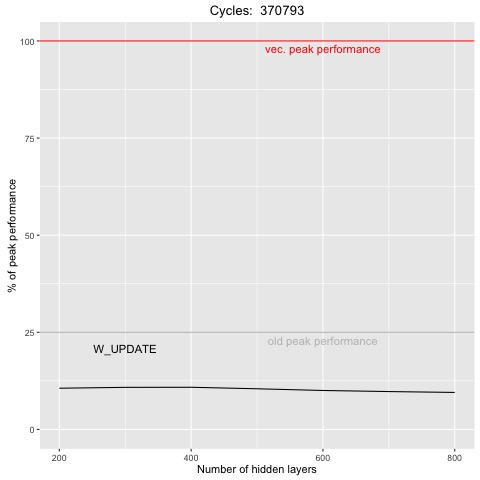 Cycles: 370793
100
vec. peak performance
75
% of peak performance
50
25
old peak performance
W_UPDATE
0
200
400
600
800
Number of hidden layers